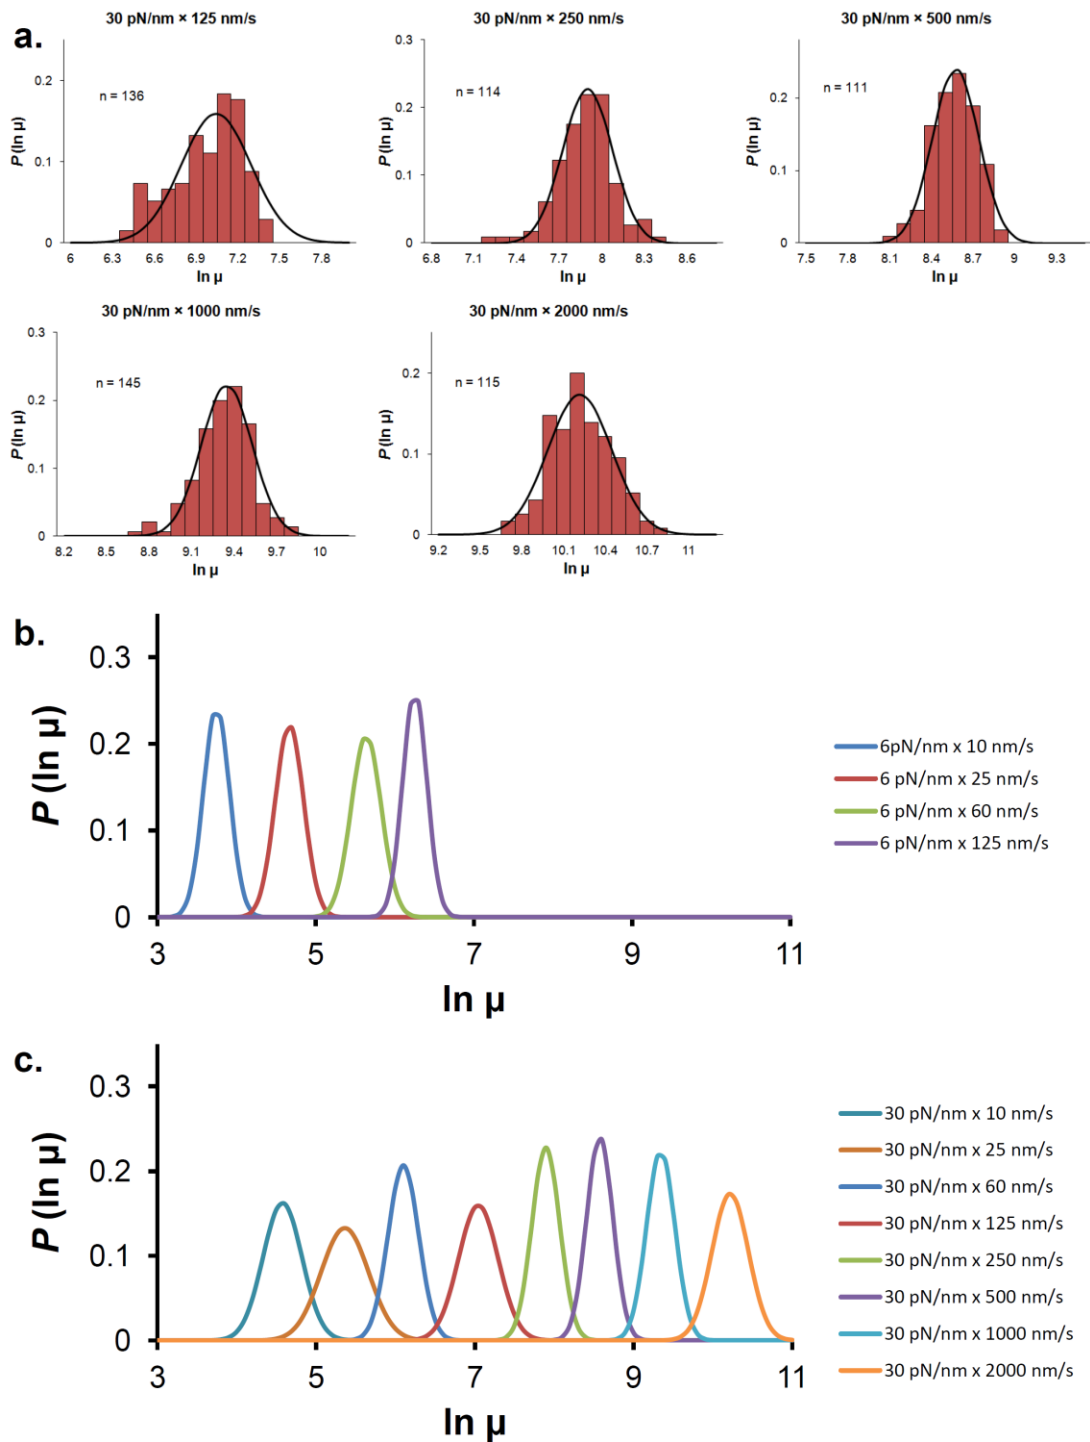 a.
30 pN/nm × 125 nm/s
P (ln μ)
0.2
0.1
0
n = 136
6 6.3 6.6 6.9 7.2 7.5 7.8
ln μ
30 pN/nm × 250 nm/s
P (ln μ)
0.3
0.2
0.1
0
n = 114
6.8 7.1 7.4 7.7 8 8.3 8.6
ln μ
30 pN/nm × 500 nm/s
P (ln μ)
0.2
0.1
0
n = 111
7.5 7.8 8.1 8.4 8.7 9 9.3
ln μ
30 pN/nm × 1000 nm/s
P (ln μ)
0.3
0.2
0.1
0
n = 145
8.2 8.5 8.8 9.1 9.4 9.7 10
ln μ
30 pN/nm × 2000 nm/s
P (ln μ)
0.2
0.1
0
n = 115
9.2 9.5 9.8 10.1 10.4 10.7 11
ln μ
b.
P (ln μ)
0.3
0.2
0.1
0
3 5 7 9 11
ln μ
6pN/nm x 10 nm/s
6 pN/nm x 25 nm/s
6 pN/nm x 60 nm/s
6 pN/nm x 125 nm/s
c.
P (ln μ)
0.3
0.2
0.1
0
3 5 7 9 11
ln μ
30 pN/nm x 10 nm/s
30 pN/nm x 25 nm/s
30 pN/nm x 60 nm/s
30 pN/nm x 125 nm/s
30 pN/nm x 250 nm/s
30 pN/nm x 500 nm/s
30 pN/nm x 1000 nm/s
30 pN/nm x 2000 nm/s